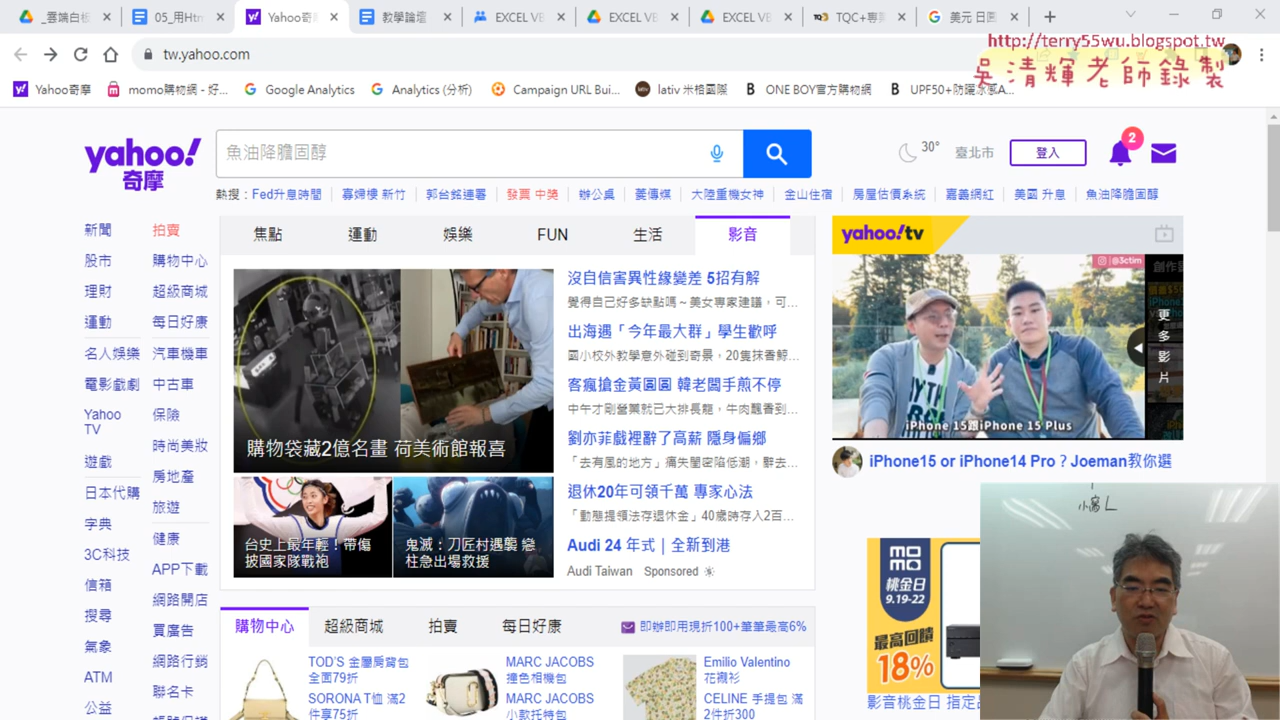 _雲端白板
05_用Htm
Yahoo奇
教學論壇
EXCEL VB
EXCEL VB
EXCEL VB
TQC+專
美元 日圓
http://terry55wu.blogspot.tw
吳清輝老師錄製
tw.yahoo.com
Yahoo奇摩
momo購物網 - 好...
Google Analytics
Analytics (分析)
Campaign URL Bui...
lativ 米格國際
ONE BOY官方購物網
UPF50+防曬涼感A...
yahoo!
奇摩
魚油降膽固醇
30°
臺北市
登入
2
熱搜：
Fed升息時間
寡婦樓 新竹
郭台銘連署
發票 中獎
辦公桌
菱傳媒
大陸重機女神
金山住宿
房屋估價系統
嘉義網紅
美國 升息
魚油降膽固醇
新聞
股市
理財
運動
名人娛樂
電影戲劇
Yahoo TV
遊戲
日本代購
字典
3C科技
信箱
搜尋
氣象
ATM
公益
拍賣
購物中心
超級商城
每日好康
汽車機車
中古車
保險
時尚美妝
房地產
旅遊
健康
APP下載
網路開店
買廣告
網路行銷
聯名卡
焦點
運動
娛樂
FUN
生活
影音
購物袋藏2億名畫 荷美術館報喜
台史上最年輕！帶傷
披國家隊戰袍
鬼滅：刀匠村遇襲 戀
柱急出場救援
沒自信害異性緣變差 5招有解
覺得自己好多缺點嗎～美女專家建議，可...
出海遇「今年最大群」學生歡呼
國小校外教學意外碰到奇景，20隻抹香鯨...
客瘋搶金黃圓圓 韓老闆手煎不停
中午才剛營業就已大排長龍，牛肉飄香到...
劉亦菲戲裡辭了高薪 隱身偏鄉
「去有風的地方」痛失閨密陷低潮，辭去...
退休20年可領千萬 專家心法
「動態提領法存退休金」40歲時存入2百...
Audi 24 年式｜全新到港
Audi Taiwan Sponsored
yahoo!tv
@3ctim
更多影片
iPhone 15跟iPhone 15 Plus
iPhone15 or iPhone14 Pro？Joeman教你選
購物中心
超級商城
拍賣
每日好康
即辦即用現折100+筆筆最高6%
TOD'S 金屬肩背包
全面79折
SORONA T恤 滿2
件享75折
MARC JACOBS
撞色相機包
MARC JACOBS
小款托特包
Emilio Valentino
花襯衫
CELINE 手提包 滿
2件折300
momo
桃金日
9.19-22
最高回饋
18%
影音桃金日 指定